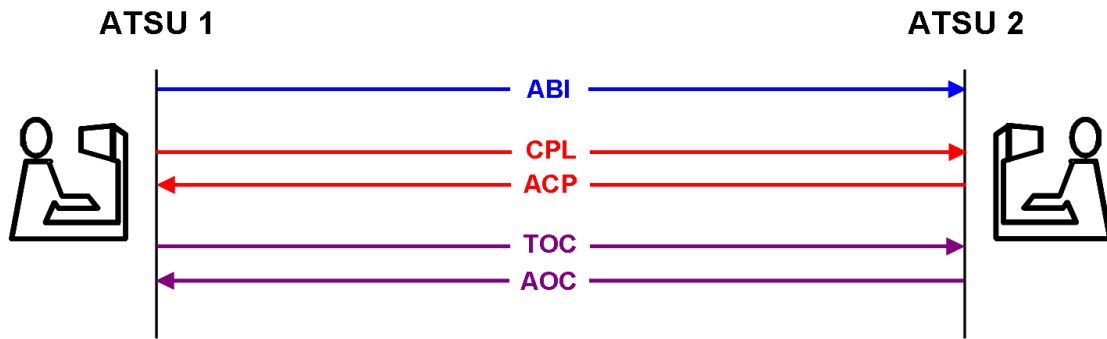 ATSU 1 ATSU 2
ABI
CPL
ACP
TOC
AOC